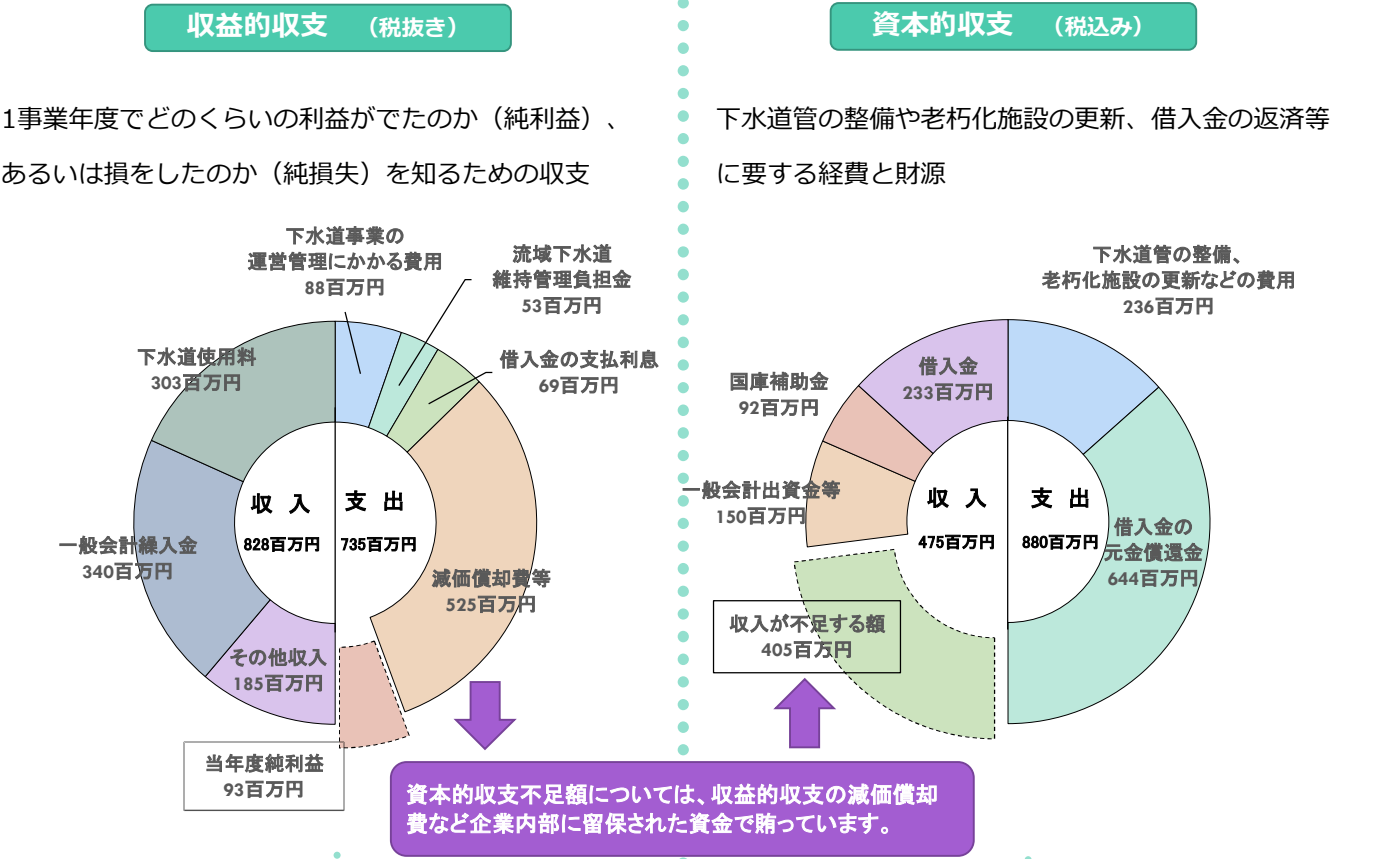 収益的収支 （税抜き）
1事業年度でどのくらいの利益がでたのか（純利益）、
あるいは損をしたのか（純損失）を知るための収支
下水道事業の
運営管理にかかる費用
88百万円
流域下水道
維持管理負担金
53百万円
借入金の支払利息
69百万円
下水道使用料
303百万円
収 入
828百万円
支 出
735百万円
一般会計繰入金
340百万円
減価償却費等
525百万円
その他収入
185百万円
当年度純利益
93百万円
資本的収支 （税込み）
下水道管の整備や老朽化施設の更新、借入金の返済等
に要する経費と財源
下水道管の整備、
老朽化施設の更新などの費用
236百万円
借入金
233百万円
国庫補助金
92百万円
一般会計出資金等
150百万円
収 入
475百万円
支 出
880百万円
借入金の
元金償還金
644百万円
収入が不足する額
405百万円
資本的収支不足額については、収益的収支の減価償却
費など企業内部に留保された資金で賄っています。